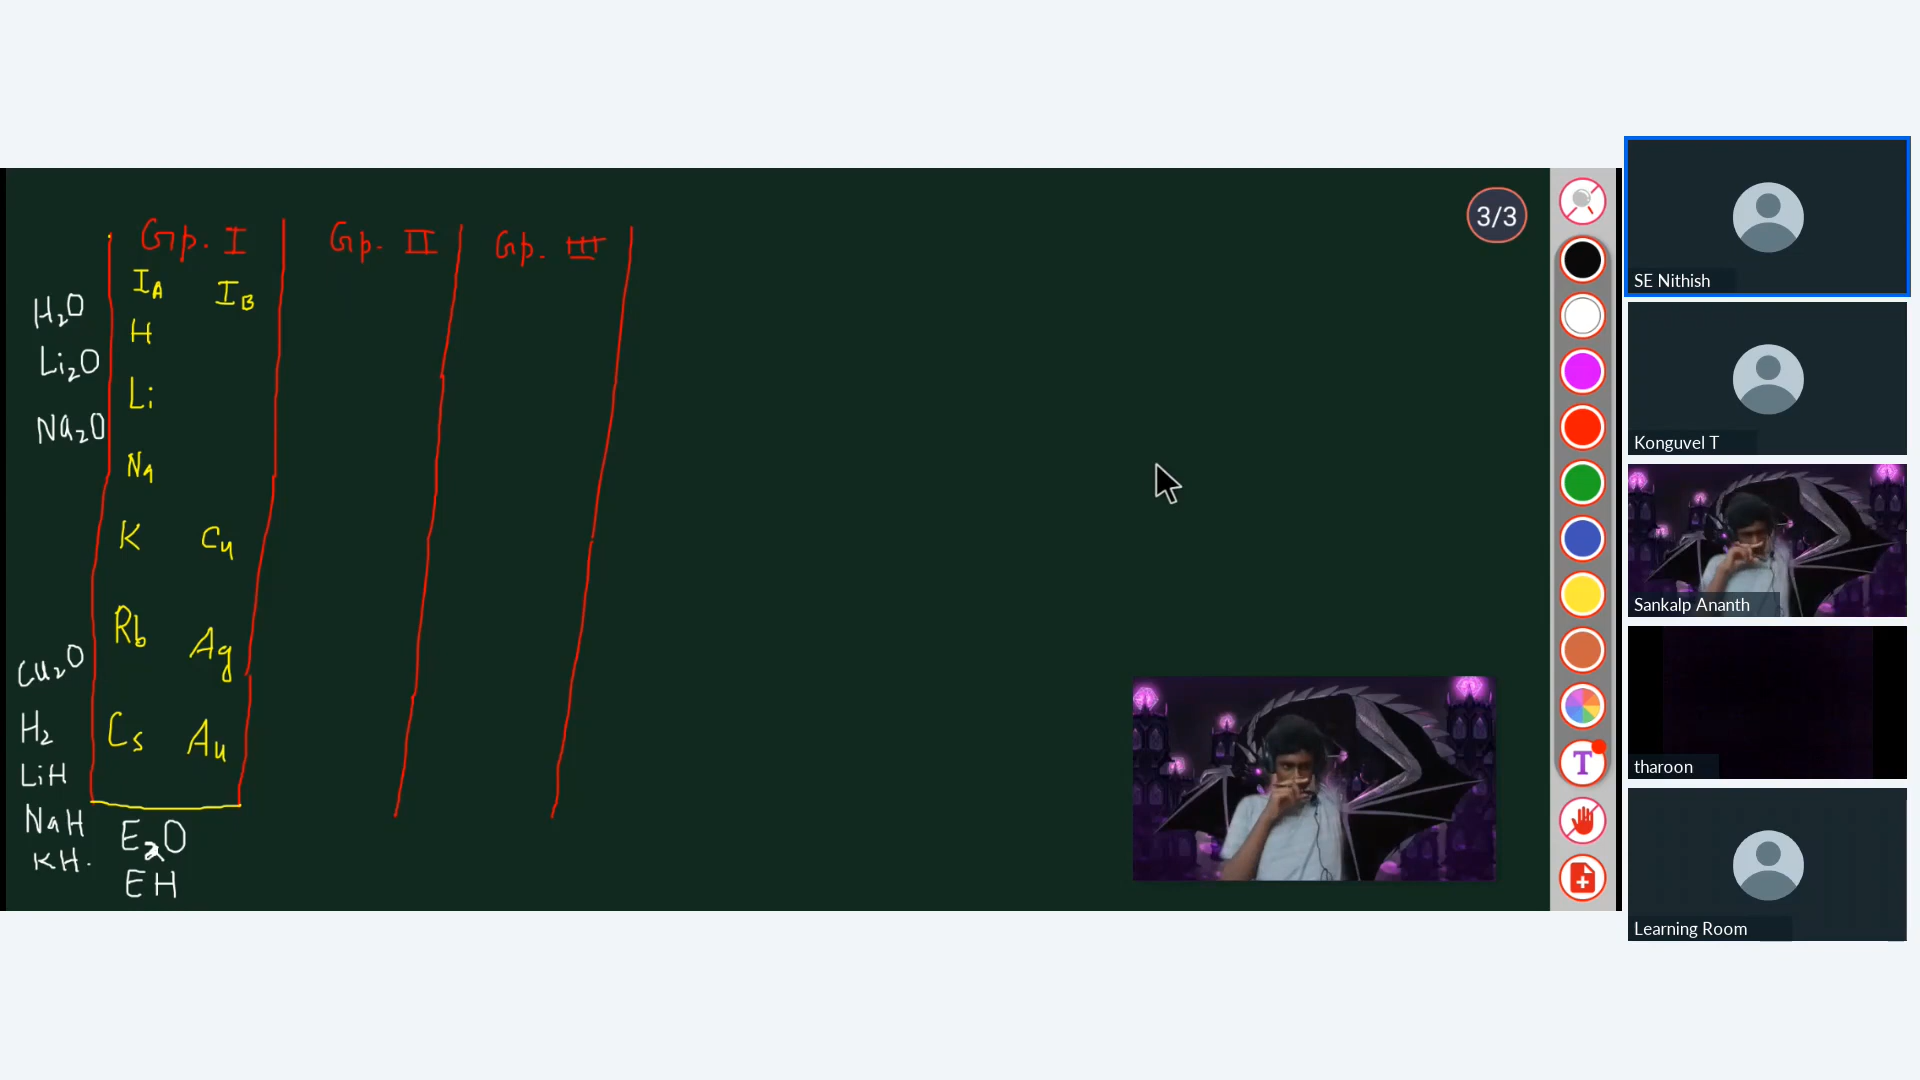 Gp. I Gp. II Gp. III
3/3
IA IB
H₂O
H
Li₂O
Li
Na₂O
Na
K Cu
Rb Ag
Cu₂O
Cs Au
H₂
LiH
NaH
KH.
E₂O
EH
T
SE Nithish
Konguvel T
Sankalp Ananth
tharoon
Learning Room